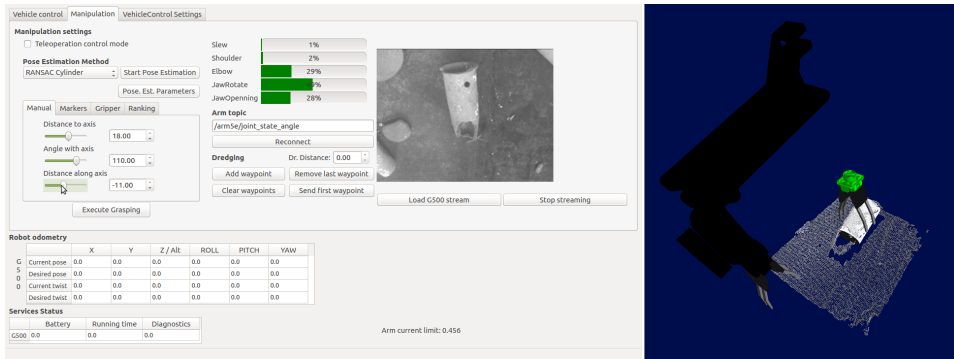 Vehicle control Manipulation VehicleControl Settings
Manipulation settings
Teleoperation control mode
Pose Estimation Method
RANSAC Cylinder Start Pose Estimation
Pose. Est. Parameters
Manual Markers Gripper Ranking
Distance to axis
18.00
Angle with axis
110.00
Distance along axis
-11.00
Execute Grasping
Slew 1%
Shoulder 2%
Elbow 29%
JawRotate
JawOpenning 28%
Arm topic
/arm5e/joint_state_angle
Reconnect
Dredging Dr. Distance: 0.00
Add waypoint Remove last waypoint
Clear waypoints Send first waypoint
Load G500 stream Stop streaming
Robot odometry
X Y Z / Alt ROLL PITCH YAW
G500
Current pose 0.0 0.0 0.0 0.0 0.0 0.0
Desired pose 0.0 0.0 0.0 0.0 0.0 0.0
Current twist 0.0 0.0 0.0 0.0 0.0 0.0
Desired twist 0.0 0.0 0.0 0.0 0.0 0.0
Services Status
Battery Running time Diagnostics
G500 0.0 0.0 0.0
Arm current limit: 0.456